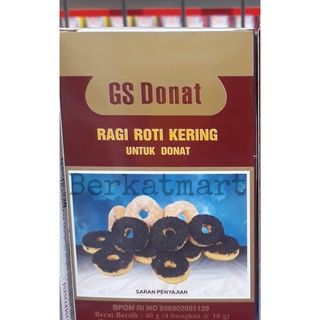 GS Donat
RAGI ROTI KERING
UNTUK DONAT
Berkatmart
SARAN PENYAJIAN
BPOM RI MD 856902001128
Berat Bersih : 40 g (4 bungkus @ 10 g)